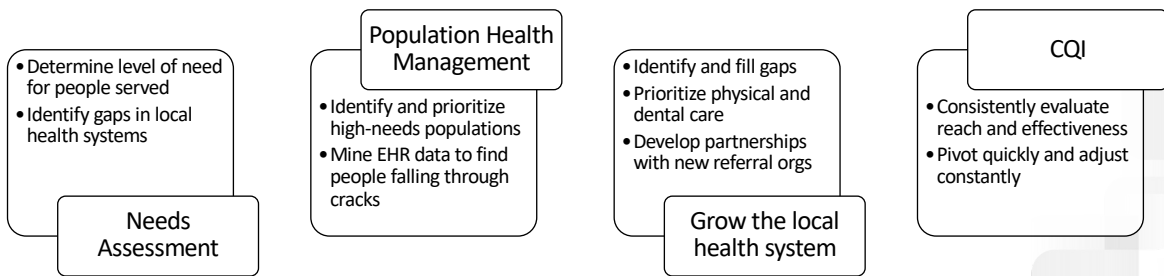 • Determine level of need
for people served
• Identify gaps in local
health systems
Needs
Assessment
Population Health
Management
• Identify and prioritize
high-needs populations
• Mine EHR data to find
people falling through
cracks
• Identify and fill gaps
• Prioritize physical and
dental care
• Develop partnerships
with new referral orgs
Grow the local
health system
CQI
• Consistently evaluate
reach and effectiveness
• Pivot quickly and adjust
constantly